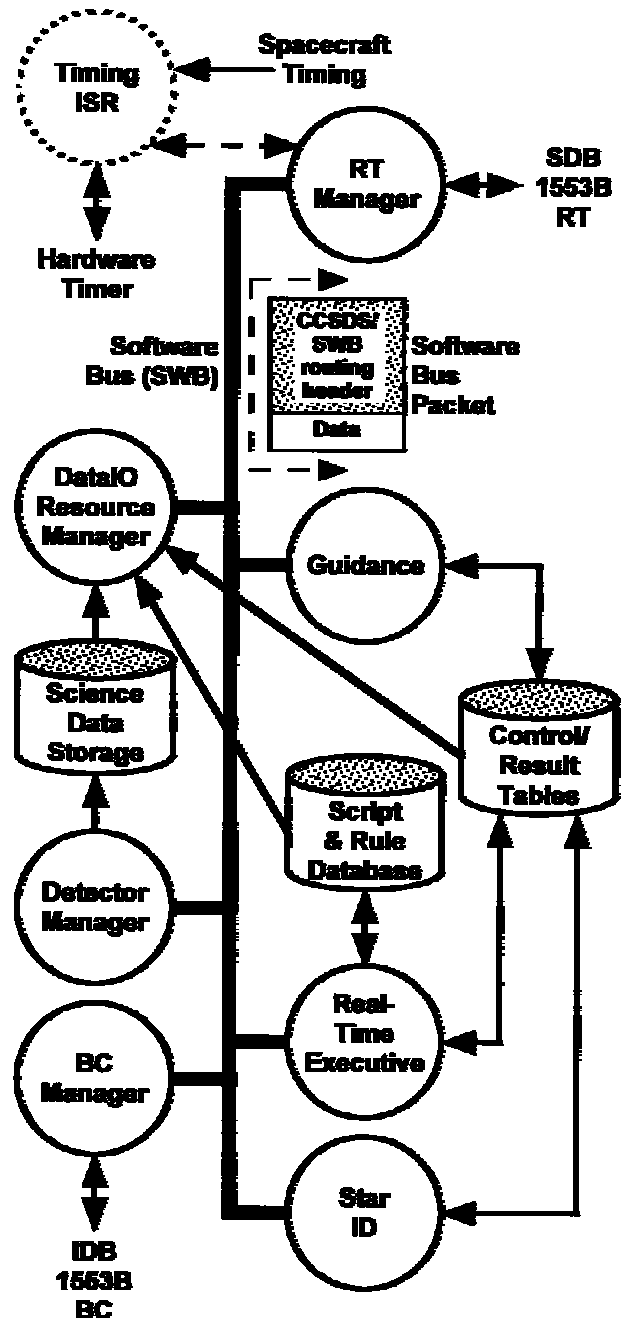 Timing
ISR
Spacecraft
Timing
RT
Manager
SDB
1553B
RT
Hardware
Timer
Software
Bus (SWB)
CCSDS/
SWB
routing
header
Data
Software
Bus
Packet
DataIO
Resource
Manager
Guidance
Science
Data
Storage
Control/
Result
Tables
Script
& Rule
Database
Detector
Manager
Real-
Time
Executive
BC
Manager
Star
ID
IDB
1553B
BC